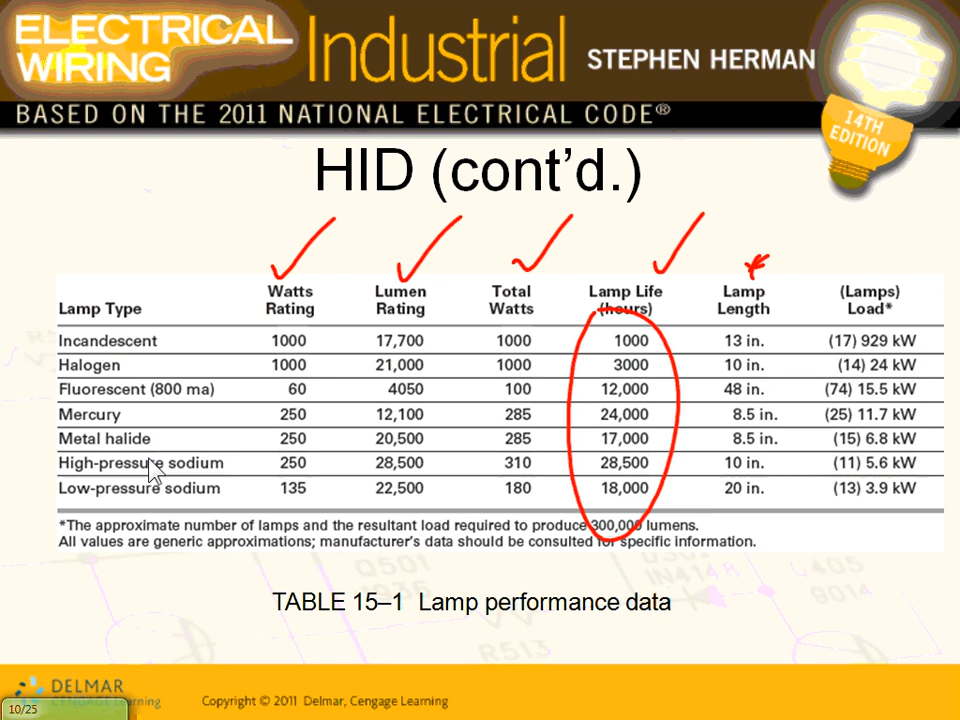 ELECTRICAL
WIRING
Industrial
STEPHEN HERMAN
BASED ON THE 2011 NATIONAL ELECTRICAL CODE®
14TH
EDITION
HID (cont’d.)
Lamp Type Watts Rating Lumen Rating Total Watts Lamp Life (hours) Lamp Length (Lamps) Load*
Incandescent 1000 17,700 1000 1000 13 in. (17) 929 kW
Halogen 1000 21,000 1000 3000 10 in. (14) 24 kW
Fluorescent (800 ma) 60 4050 100 12,000 48 in. (74) 15.5 kW
Mercury 250 12,100 285 24,000 8.5 in. (25) 11.7 kW
Metal halide 250 20,500 285 17,000 8.5 in. (15) 6.8 kW
High-pressure sodium 250 28,500 310 28,500 10 in. (11) 5.6 kW
Low-pressure sodium 135 22,500 180 18,000 20 in. (13) 3.9 kW
*The approximate number of lamps and the resultant load required to produce 300,000 lumens.
All values are generic approximations; manufacturer's data should be consulted for specific information.
Q501
R513
IN414
C405
9014
TABLE 15–1 Lamp performance data
DELMAR
CENGAGE Learning
Copyright © 2011 Delmar, Cengage Learning
10/25